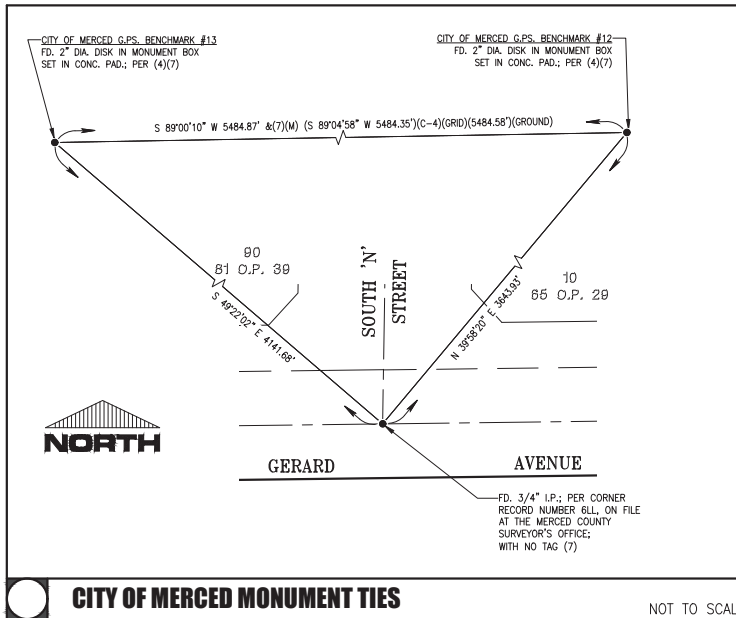 CITY OF MERCED G.P.S. BENCHMARK #13
FD. 2" DIA. DISK IN MONUMENT BOX
SET IN CONC. PAD.; PER (4)(7)
CITY OF MERCED G.P.S. BENCHMARK #12
FD. 2" DIA. DISK IN MONUMENT BOX
SET IN CONC. PAD.; PER (4)(7)
S 89°00'10" W 5484.87' &(7)(M) (S 89°04'58" W 5484.35')(C-4)(GRID)(5484.58')(GROUND)
90
81 O.P. 39
SOUTH 'N'
STREET
10
65 O.P. 29
S 49°22'02" E 4141.68'
N 39°58'20" E 3643.93'
NORTH
GERARD AVENUE
FD. 3/4" I.P.; PER CORNER
RECORD NUMBER 6LL, ON FILE
AT THE MERCED COUNTY
SURVEYOR'S OFFICE;
WITH NO TAG (7)
CITY OF MERCED MONUMENT TIES
NOT TO SCAL